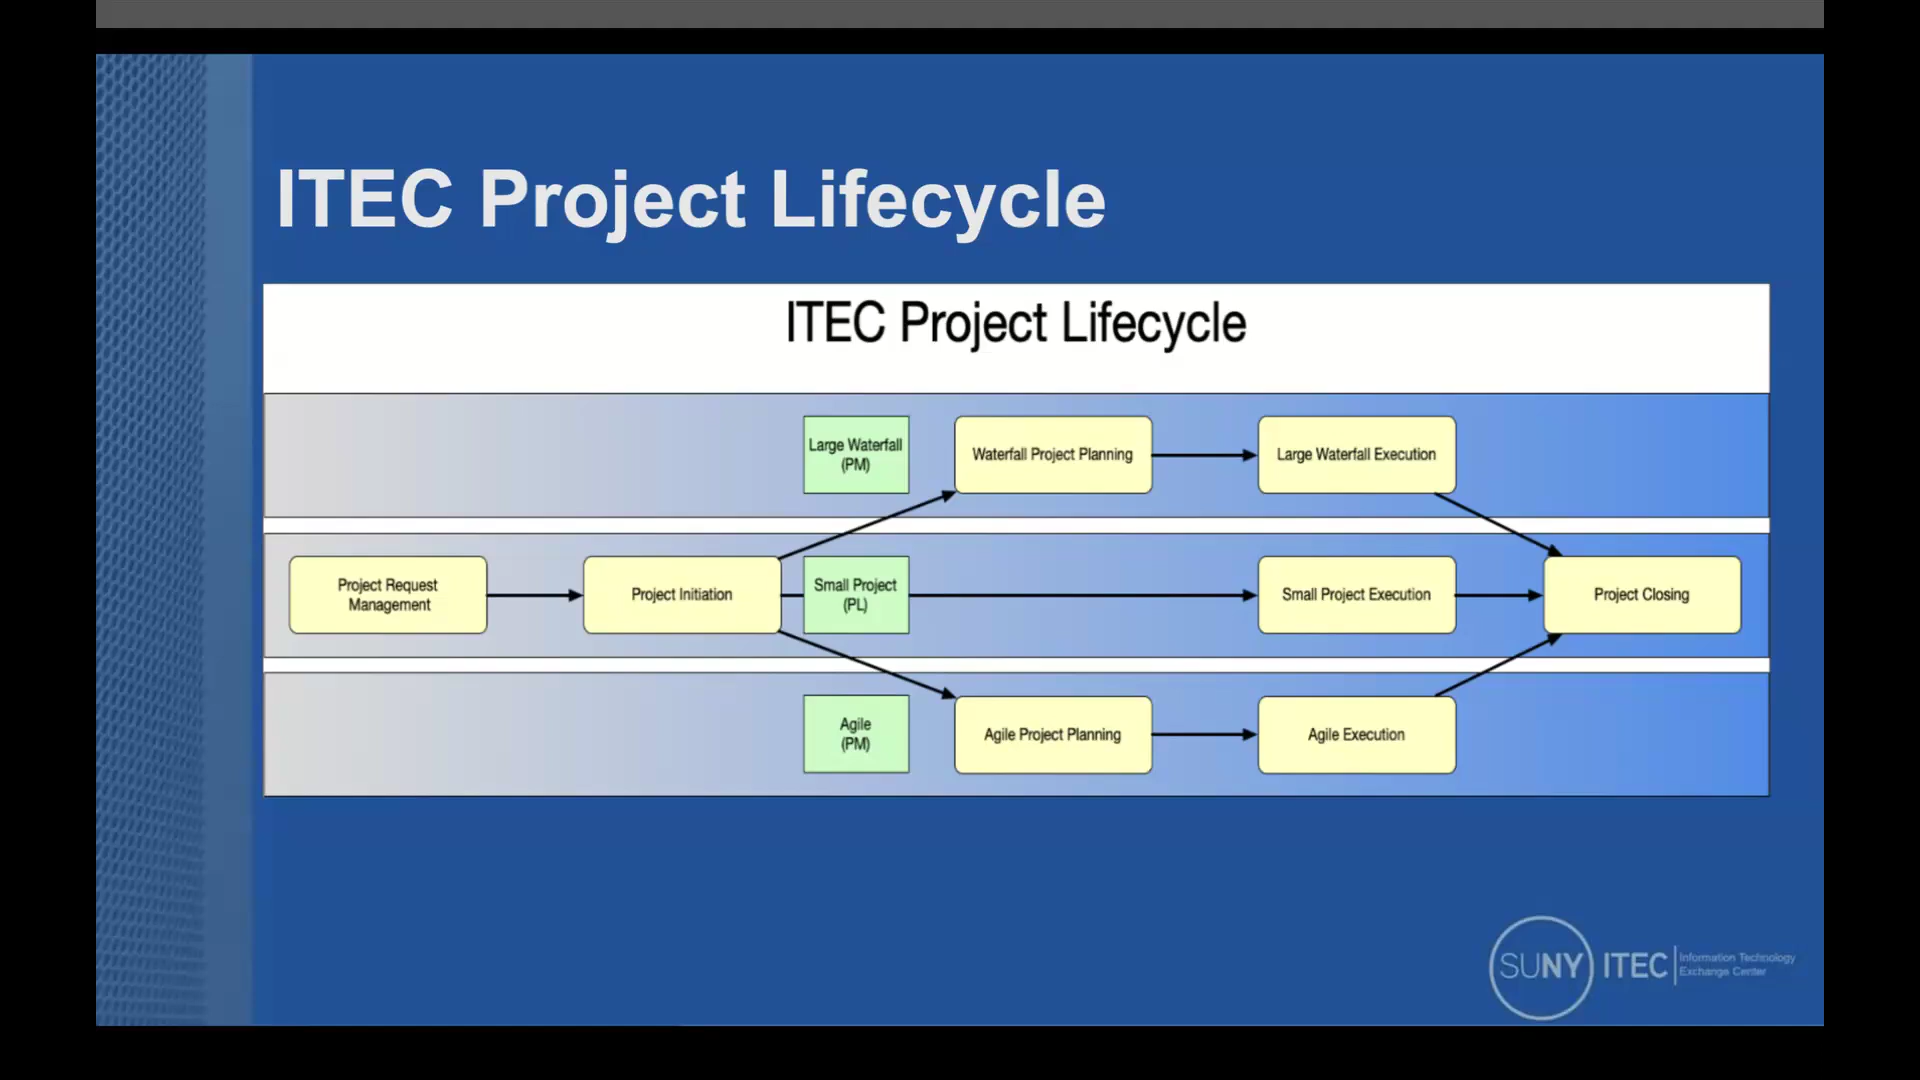 ITEC Project Lifecycle
ITEC Project Lifecycle
Large Waterfall
(PM)
Waterfall Project Planning
Large Waterfall Execution
Project Request
Management
Project Initiation
Small Project
(PL)
Small Project Execution
Project Closing
Agile
(PM)
Agile Project Planning
Agile Execution
SUNY ITEC
Information Technology
Exchange Center